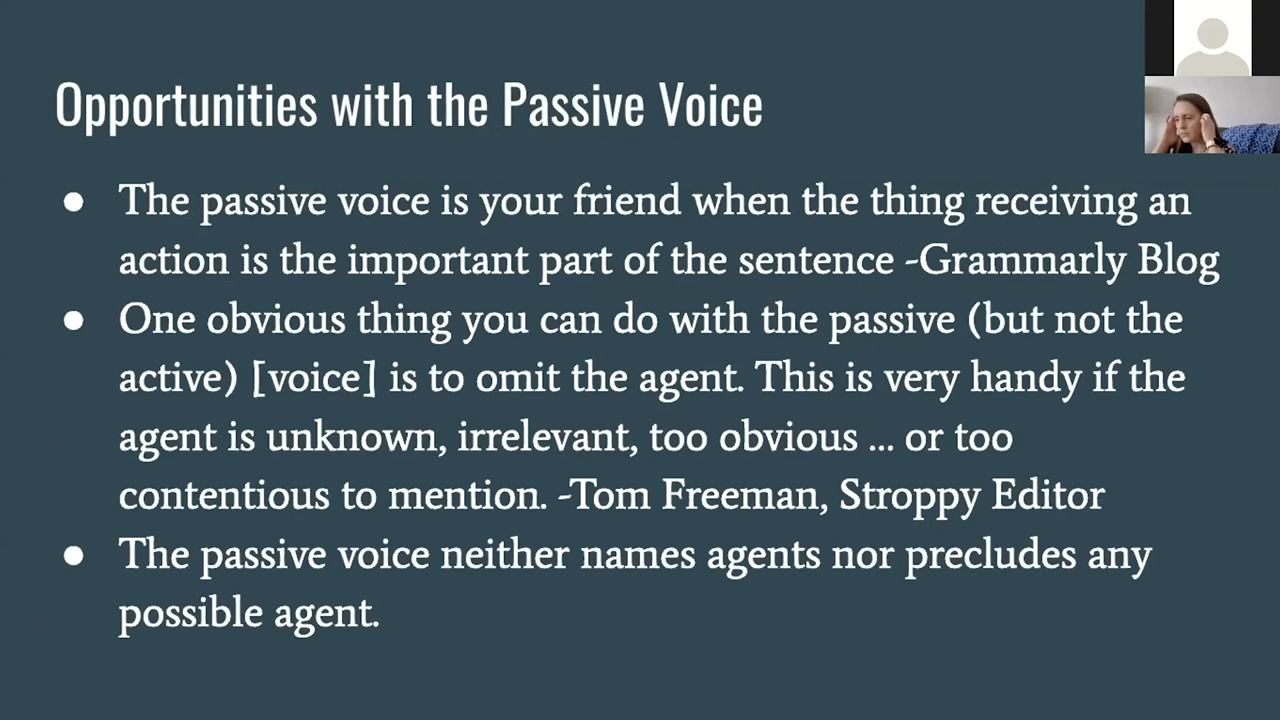 Opportunities with the Passive Voice
● The passive voice is your friend when the thing receiving an
action is the important part of the sentence -Grammarly Blog
● One obvious thing you can do with the passive (but not the
active) [voice] is to omit the agent. This is very handy if the
agent is unknown, irrelevant, too obvious ... or too
contentious to mention. -Tom Freeman, Stroppy Editor
● The passive voice neither names agents nor precludes any
possible agent.